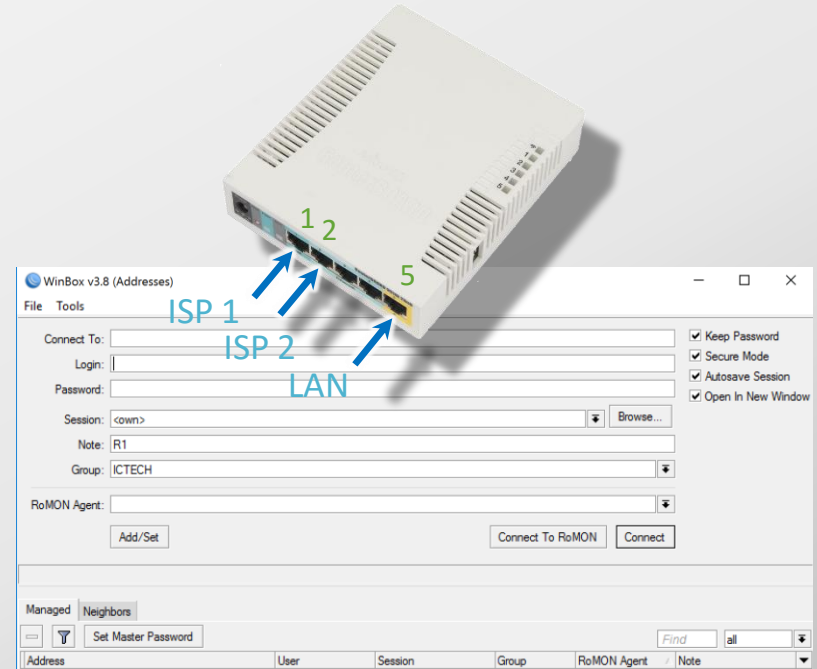 1
2
5
ISP 1
ISP 2
LAN
WinBox v3.8 (Addresses)
File Tools
Connect To:
Login:
Password:
Session: <own> Browse...
Note: R1
Group: ICTECH
RoMON Agent:
Add/Set Connect To RoMON Connect
Keep Password
Secure Mode
Autosave Session
Open In New Window
Managed Neighbors
Set Master Password Find all
Address User Session Group RoMON Agent / Note